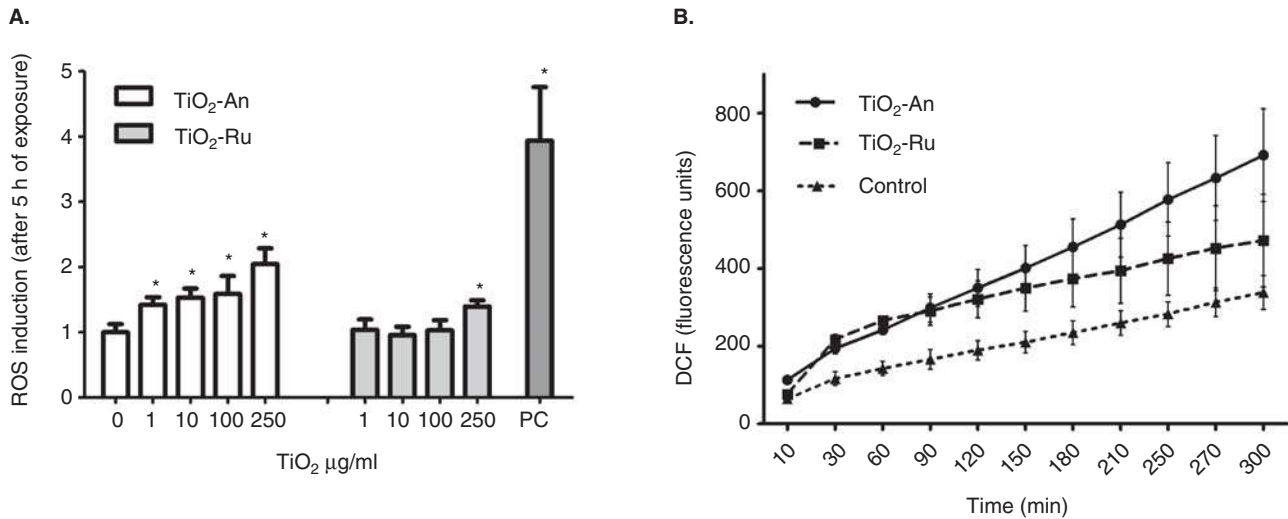 A.
ROS induction (after 5 h of exposure)
5
4
3
2
1
0
TiO₂-An
TiO₂-Ru
* * * * * *
0 1 10 100 250 1 10 100 250 PC
TiO₂ μg/ml
B.
DCF (fluorescence units)
800
600
400
200
0
TiO₂-An
TiO₂-Ru
Control
10 30 60 90 120 150 180 210 250 270 300
Time (min)